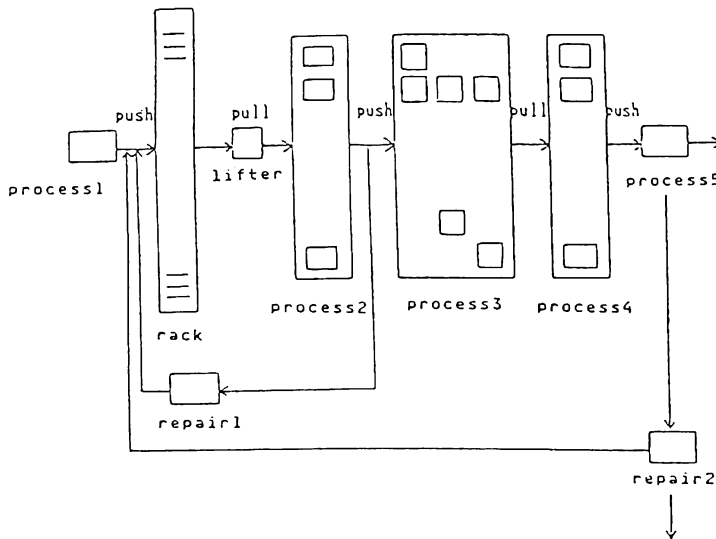 push
pull
push
pull
push
process1
lifter
process5
rack
process2
process3
process4
repair1
repair2